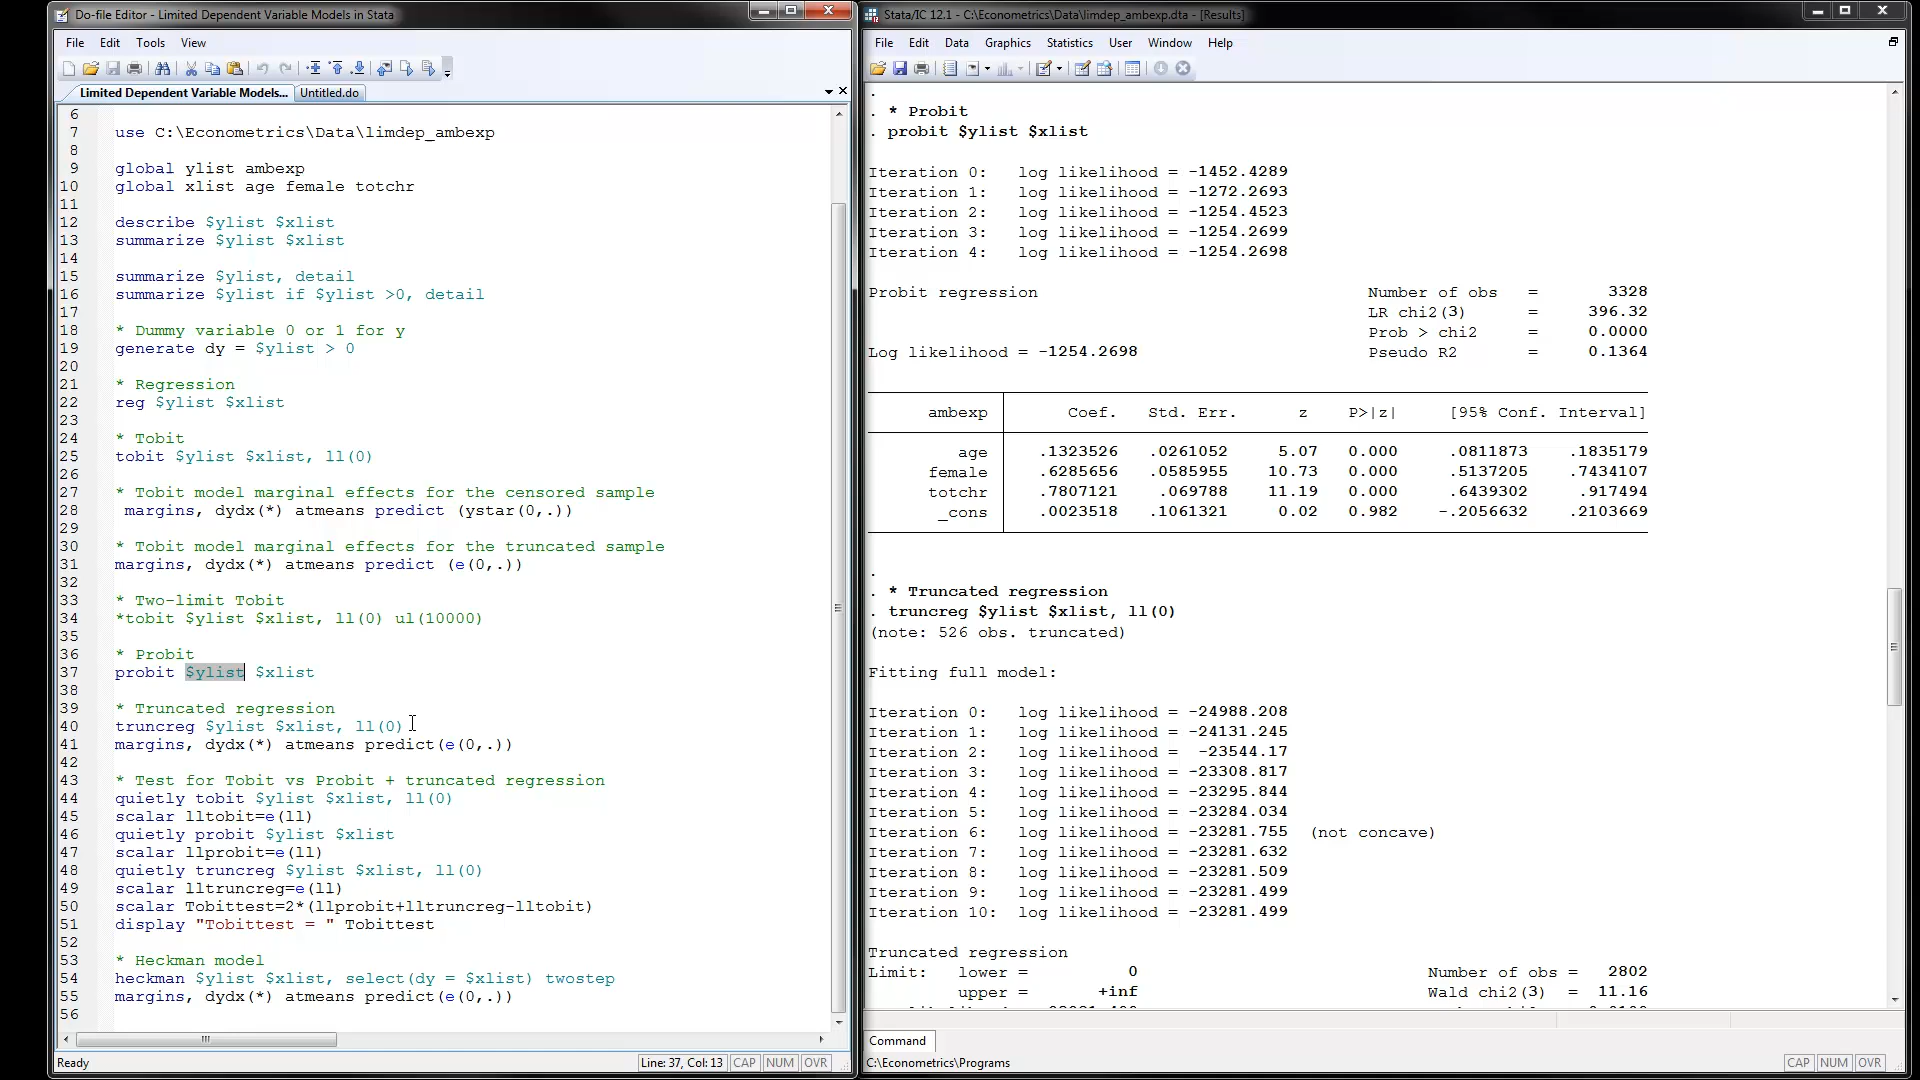 Do-file Editor - Limited Dependent Variable Models in Stata
File Edit Tools View
Limited Dependent Variable Models... Untitled.do
6
7 use C:\Econometrics\Data\limdep_ambexp
8
9 global ylist ambexp
10 global xlist age female totchr
11
12 describe $ylist $xlist
13 summarize $ylist $xlist
14
15 summarize $ylist, detail
16 summarize $ylist if $ylist >0, detail
17
18 * Dummy variable 0 or 1 for y
19 generate dy = $ylist > 0
20
21 * Regression
22 reg $ylist $xlist
23
24 * Tobit
25 tobit $ylist $xlist, ll(0)
26
27 * Tobit model marginal effects for the censored sample
28 margins, dydx(*) atmeans predict (ystar(0,.))
29
30 * Tobit model marginal effects for the truncated sample
31 margins, dydx(*) atmeans predict (e(0,.))
32
33 * Two-limit Tobit
34 *tobit $ylist $xlist, ll(0) ul(10000)
35
36 * Probit
37 probit $ylist $xlist
38
39 * Truncated regression
40 truncreg $ylist $xlist, ll(0)
41 margins, dydx(*) atmeans predict(e(0,.))
42
43 * Test for Tobit vs Probit + truncated regression
44 quietly tobit $ylist $xlist, ll(0)
45 scalar lltobit=e(ll)
46 quietly probit $ylist $xlist
47 scalar llprobit=e(ll)
48 quietly truncreg $ylist $xlist, ll(0)
49 scalar lltruncreg=e(ll)
50 scalar Tobittest=2*(llprobit+lltruncreg-lltobit)
51 display "Tobittest = " Tobittest
52
53 * Heckman model
54 heckman $ylist $xlist, select(dy = $xlist) twostep
55 margins, dydx(*) atmeans predict(e(0,.))
56
Ready Line: 37, Col: 13 CAP NUM OVR
Stata/IC 12.1 - C:\Econometrics\Data\limdep_ambexp.dta - [Results]
File Edit Data Graphics Statistics User Window Help
.
. * Probit
. probit $ylist $xlist
Iteration 0: log likelihood = -1452.4289
Iteration 1: log likelihood = -1272.2693
Iteration 2: log likelihood = -1254.4523
Iteration 3: log likelihood = -1254.2699
Iteration 4: log likelihood = -1254.2698
Probit regression Number of obs = 3328
LR chi2(3) = 396.32
Prob > chi2 = 0.0000
Log likelihood = -1254.2698 Pseudo R2 = 0.1364
ambexp Coef. Std. Err. z P>|z| [95% Conf. Interval]
age .1323526 .0261052 5.07 0.000 .0811873 .1835179
female .6285656 .0585955 10.73 0.000 .5137205 .7434107
totchr .7807121 .069788 11.19 0.000 .6439302 .917494
_cons .0023518 .1061321 0.02 0.982 -.2056632 .2103669
.
. * Truncated regression
. truncreg $ylist $xlist, ll(0)
(note: 526 obs. truncated)
Fitting full model:
Iteration 0: log likelihood = -24988.208
Iteration 1: log likelihood = -24131.245
Iteration 2: log likelihood = -23544.17
Iteration 3: log likelihood = -23308.817
Iteration 4: log likelihood = -23295.844
Iteration 5: log likelihood = -23284.034
Iteration 6: log likelihood = -23281.755 (not concave)
Iteration 7: log likelihood = -23281.632
Iteration 8: log likelihood = -23281.509
Iteration 9: log likelihood = -23281.499
Iteration 10: log likelihood = -23281.499
Truncated regression
Limit: lower = 0 Number of obs = 2802
upper = +inf Wald chi2(3) = 11.16
Command
C:\Econometrics\Programs CAP NUM OVR